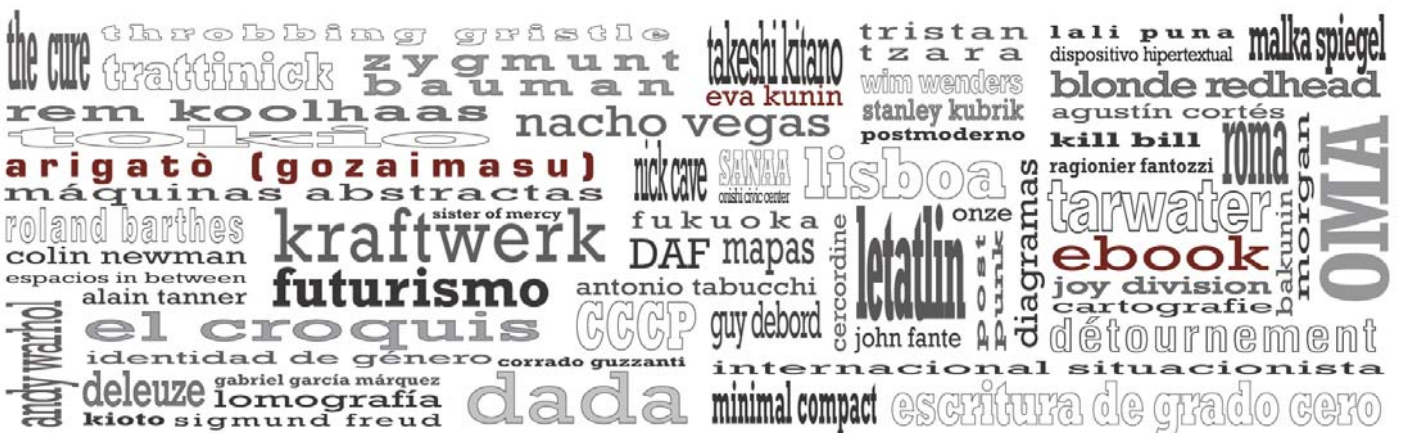 the cure
throbbing gristle
trattinick
zygmunt
bauman
takeshi kitano
eva kunin
tristan
tzara
lali puna
malka spiegel
dispositivo hipertextual
wim wenders
blonde redhead
rem koolhaas
nacho vegas
stanley kubrik
agustín cortés
tokio
postmoderno
kill bill
roma
morgan
OMA
arigatò (gozaimasu)
nick cave
SANAA
onishi civic center
lisboa
ragionier fantozzi
máquinas abstractas
diagramas
tarwater
bakunin
roland barthes
sister of mercy
kraftwerk
fukuoka
cercordine
letatlin
onze
colin newman
DAF
mapas
post
punk
ebook
espacios in between
futurismo
antonio tabucchi
joy division
alain tanner
cartografie
andy warhol
el croquis
CCCP
guy debord
john fante
détournement
identidad de género
corrado guzzanti
internacional situacionista
deleuze
gabriel garcía márquez
lomografía
dada
minimal compact
escritura de grado cero
kioto
sigmund freud